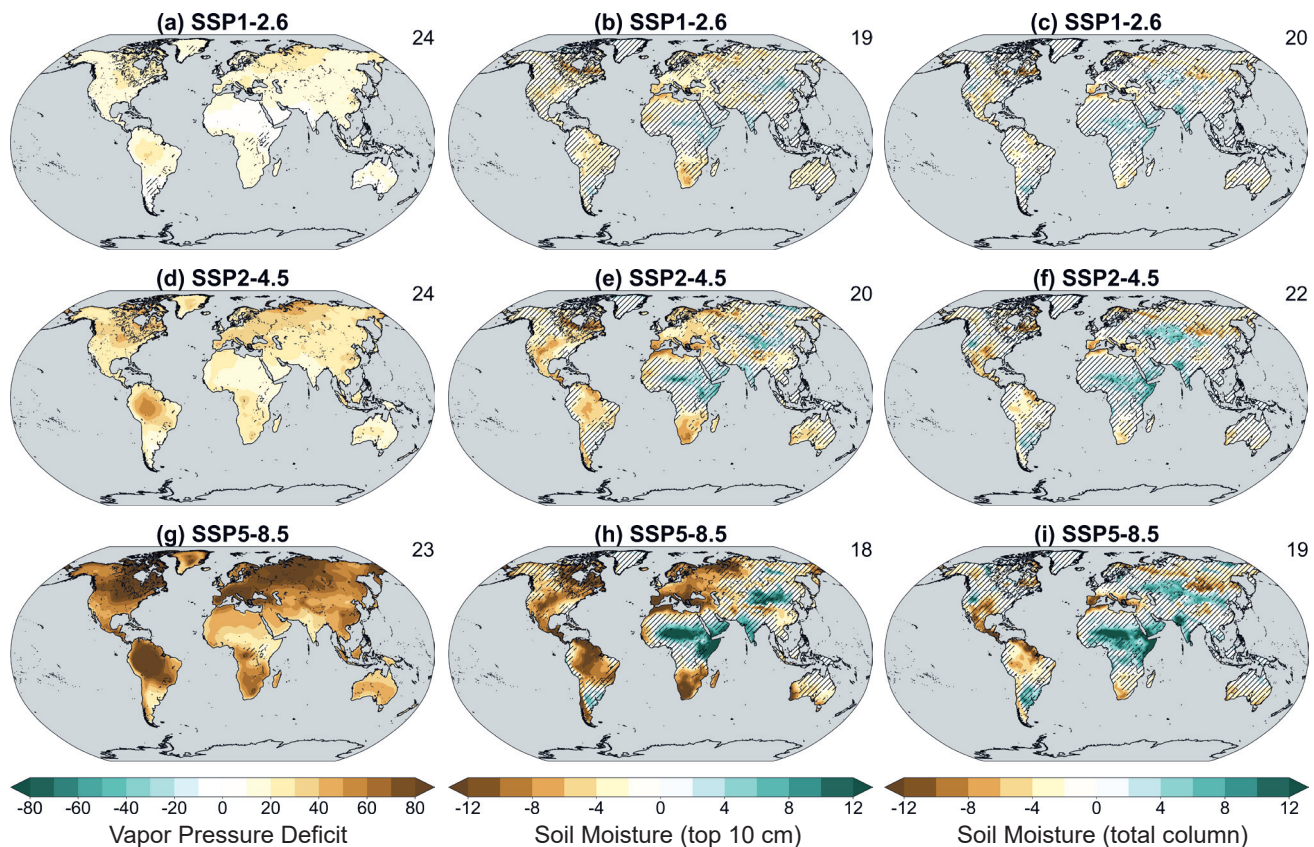 (a) SSP1-2.6 (b) SSP1-2.6 (c) SSP1-2.6
24 19 20
(d) SSP2-4.5 (e) SSP2-4.5 (f) SSP2-4.5
24 20 22
(g) SSP5-8.5 (h) SSP5-8.5 (i) SSP5-8.5
23 18 19
-80 -60 -40 -20 0 20 40 60 80 -12 -8 -4 0 4 8 12 -12 -8 -4 0 4 8 12
Vapor Pressure Deficit Soil Moisture (top 10 cm) Soil Moisture (total column)